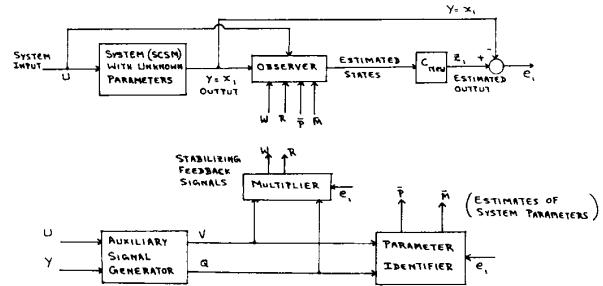 Y = x₁
SYSTEM INPUT
U
SYSTEM (SCSM)
WITH UNKNOWN
PARAMETERS
Y = x₁
OUTPUT
OBSERVER
ESTIMATED
STATES
C_new
Z₁
ESTIMATED
OUTPUT
+
-
e₁
W R P̄ M̄
STABILIZING
FEEDBACK
SIGNALS
W R
MULTIPLIER
e₁
P̄ M̄
(ESTIMATES OF
SYSTEM PARAMETERS)
U
Y
AUXILIARY
SIGNAL
GENERATOR
V
Q
PARAMETER
IDENTIFIER
e₁